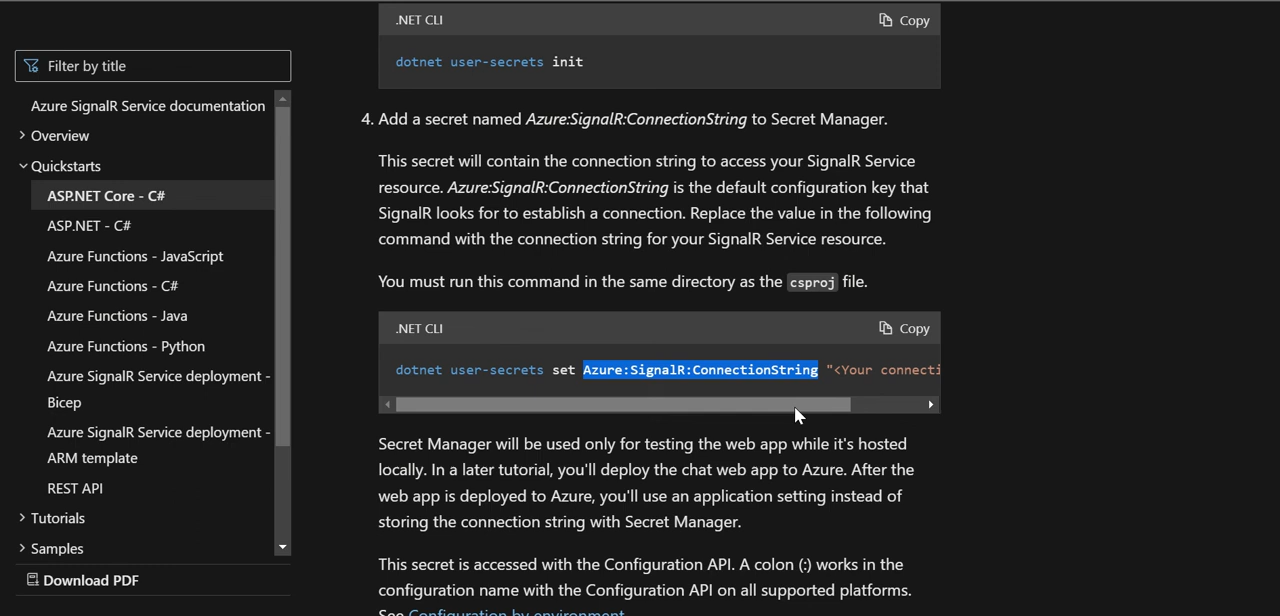 .NET CLI
Copy
dotnet user-secrets init
Filter by title
Azure SignalR Service documentation
Overview
Quickstarts
ASP.NET Core - C#
ASP.NET - C#
Azure Functions - JavaScript
Azure Functions - C#
Azure Functions - Java
Azure Functions - Python
Azure SignalR Service deployment -
Bicep
Azure SignalR Service deployment -
ARM template
REST API
Tutorials
Samples
Download PDF
4. Add a secret named Azure:SignalR:ConnectionString to Secret Manager.
This secret will contain the connection string to access your SignalR Service
resource. Azure:SignalR:ConnectionString is the default configuration key that
SignalR looks for to establish a connection. Replace the value in the following
command with the connection string for your SignalR Service resource.
You must run this command in the same directory as the csproj file.
.NET CLI
Copy
dotnet user-secrets set Azure:SignalR:ConnectionString "<Your connecti
Secret Manager will be used only for testing the web app while it's hosted
locally. In a later tutorial, you'll deploy the chat web app to Azure. After the
web app is deployed to Azure, you'll use an application setting instead of
storing the connection string with Secret Manager.
This secret is accessed with the Configuration API. A colon (:) works in the
configuration name with the Configuration API on all supported platforms.
See Configuration by environment